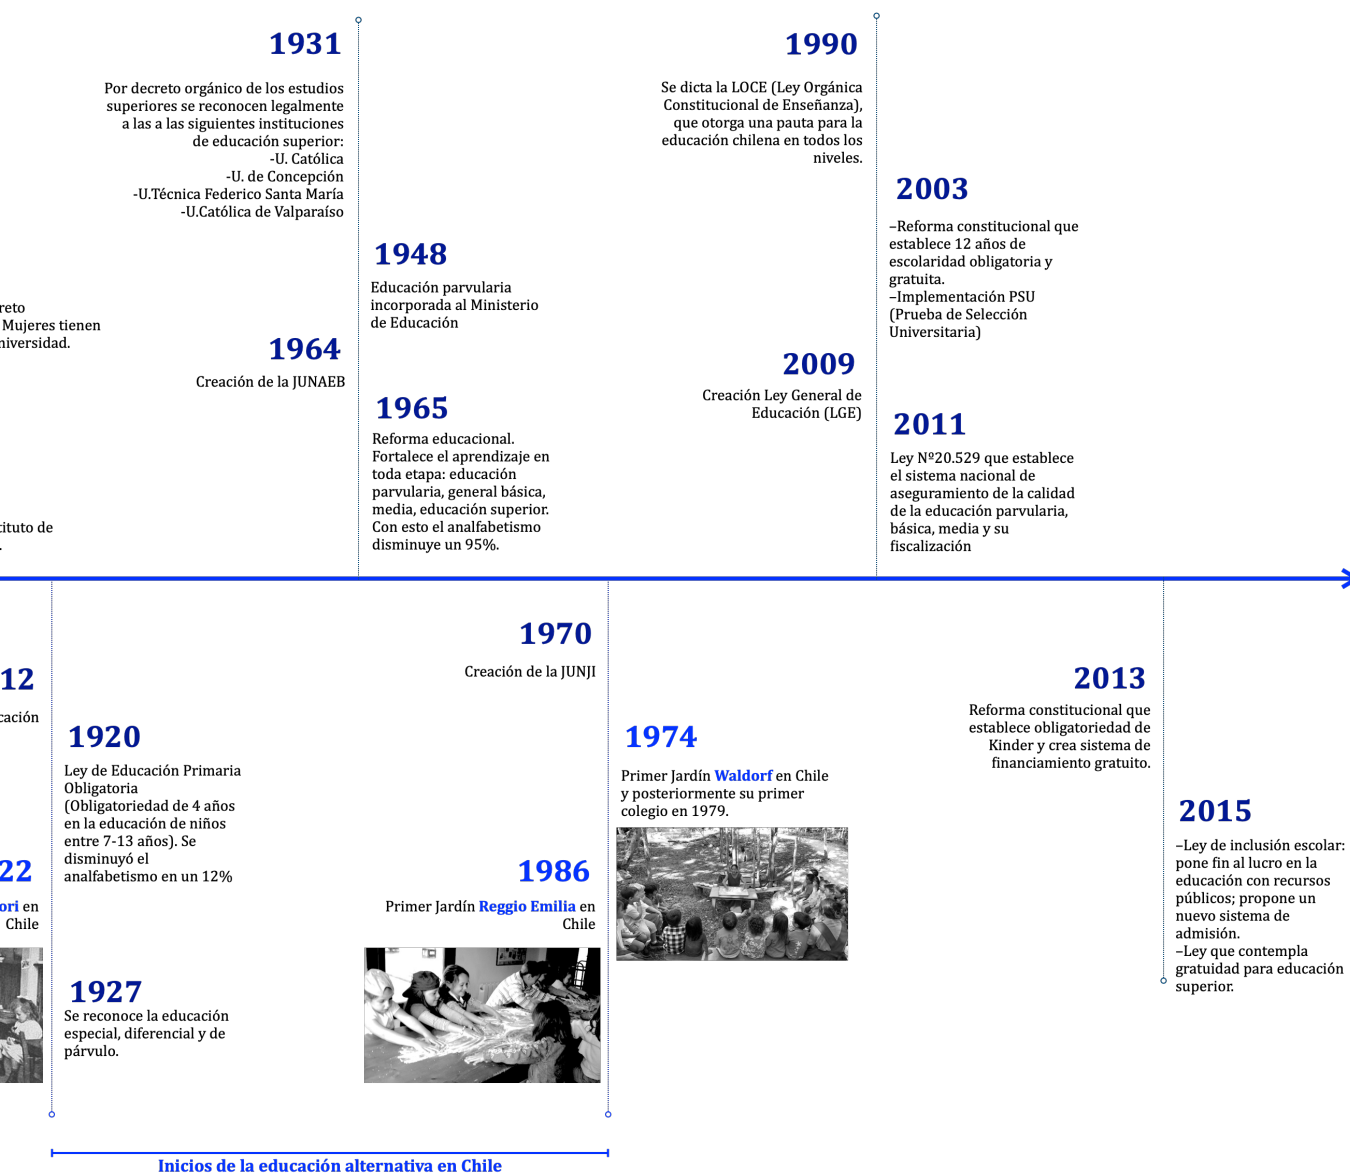 1931
Por decreto orgánico de los estudios
superiores se reconocen legalmente
a las a las siguientes instituciones
de educación superior:
-U. Católica
-U. de Concepción
-U.Técnica Federico Santa María
-U.Católica de Valparaíso
1948
Educación parvularia
incorporada al Ministerio
de Educación
reto
Mujeres tienen
niversidad.
1964
Creación de la JUNAEB
1965
Reforma educacional.
Fortalece el aprendizaje en
toda etapa: educación
parvularia, general básica,
media, educación superior.
Con esto el analfabetismo
disminuye un 95%.
tituto de
.
1990
Se dicta la LOCE (Ley Orgánica
Constitucional de Enseñanza),
que otorga una pauta para la
educación chilena en todos los
niveles.
2003
–Reforma constitucional que
establece 12 años de
escolaridad obligatoria y
gratuita.
–Implementación PSU
(Prueba de Selección
Universitaria)
2009
Creación Ley General de
Educación (LGE)
2011
Ley Nº20.529 que establece
el sistema nacional de
aseguramiento de la calidad
de la educación parvularia,
básica, media y su
fiscalización
12
cación
1920
Ley de Educación Primaria
Obligatoria
(Obligatoriedad de 4 años
en la educación de niños
entre 7-13 años). Se
disminuyó el
analfabetismo en un 12%
22
ori en
Chile
1927
Se reconoce la educación
especial, diferencial y de
párvulo.
1970
Creación de la JUNJI
1974
Primer Jardín Waldorf en Chile
y posteriormente su primer
colegio en 1979.
1986
Primer Jardín Reggio Emilia en
Chile
2013
Reforma constitucional que
establece obligatoriedad de
Kinder y crea sistema de
financiamiento gratuito.
2015
–Ley de inclusión escolar:
pone fin al lucro en la
educación con recursos
públicos; propone un
nuevo sistema de
admisión.
–Ley que contempla
gratuidad para educación
superior.
Inicios de la educación alternativa en Chile